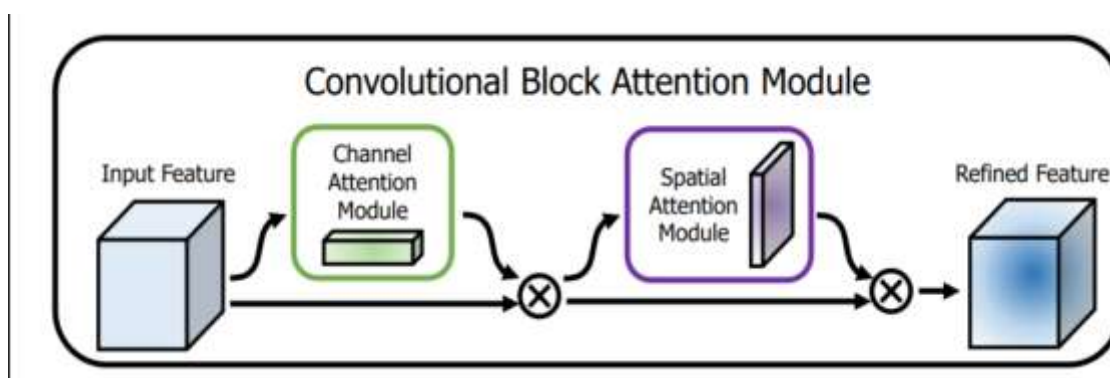 Convolutional Block Attention Module
Input Feature
Channel
Attention
Module
Spatial
Attention
Module
Refined Feature